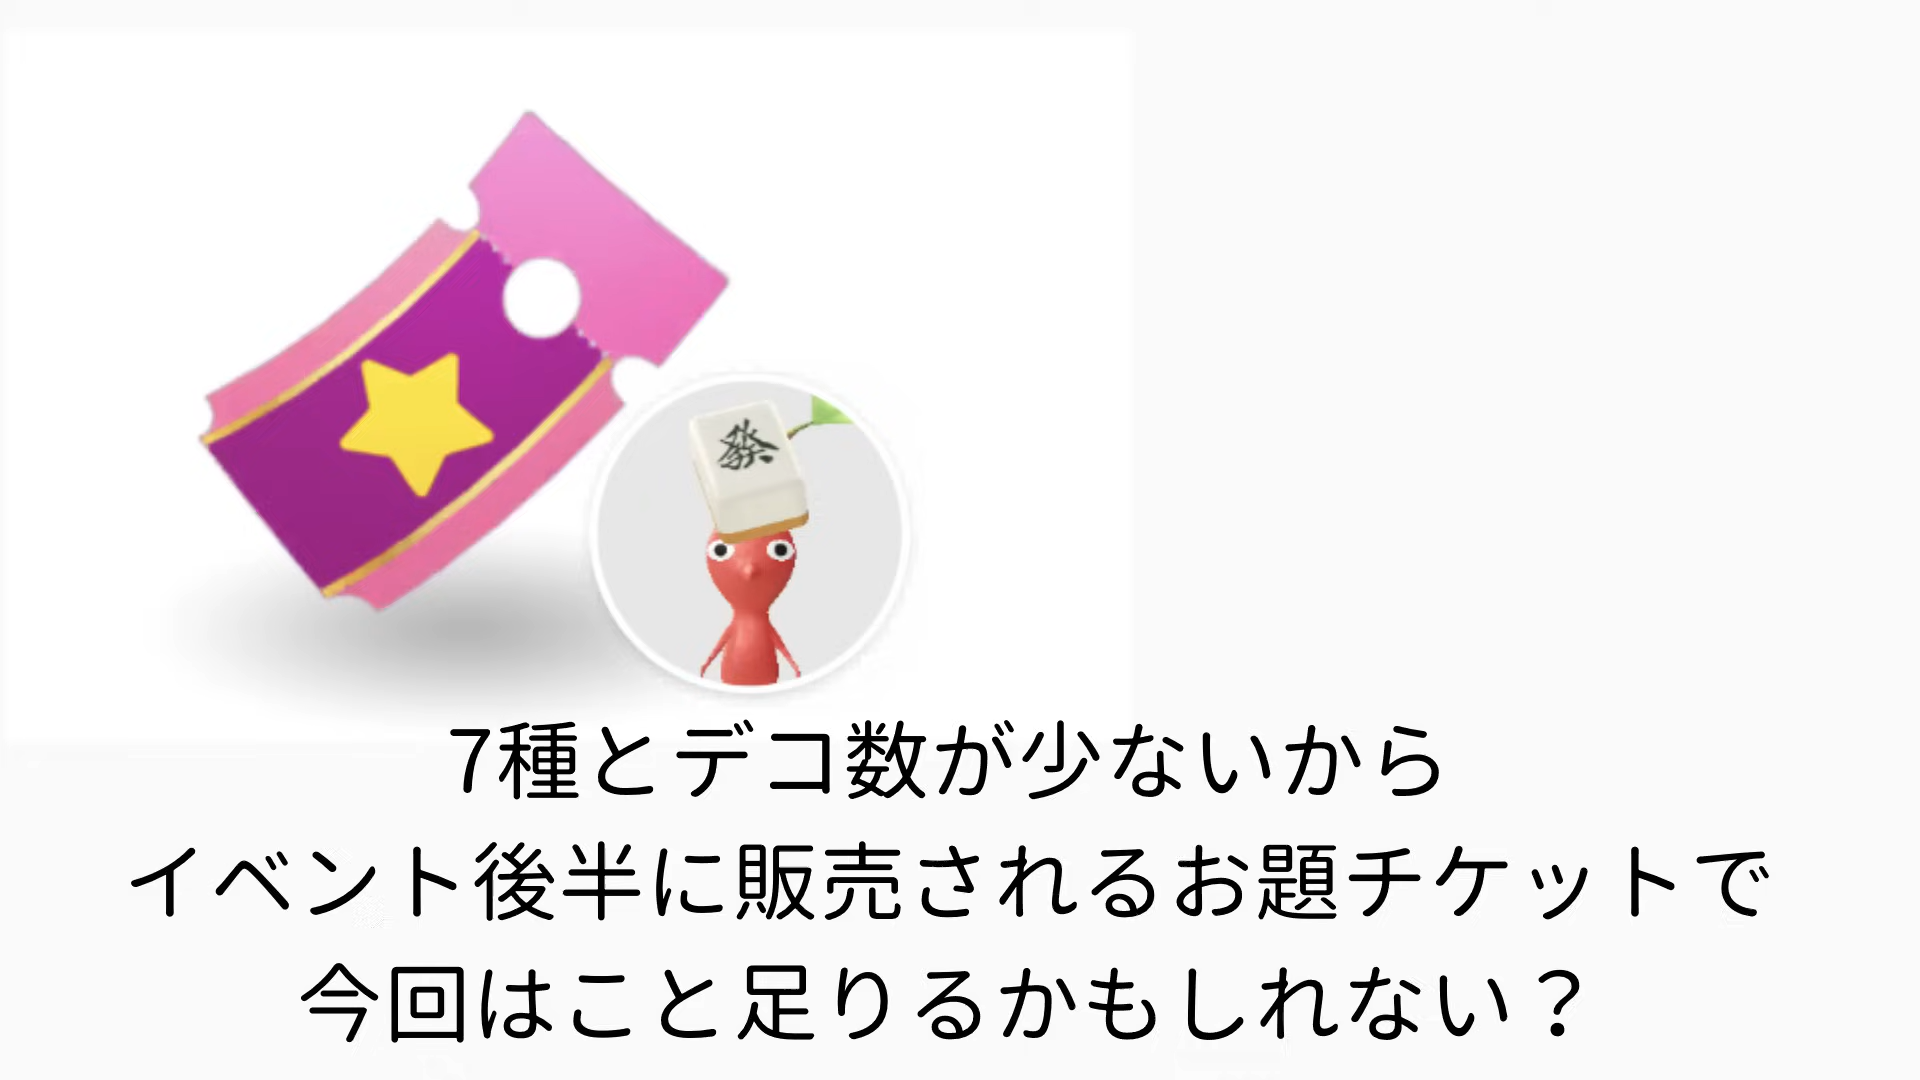 發
7種とデコ数が少ないから
イベント後半に販売されるお題チケットで
今回はこと足りるかもしれない？